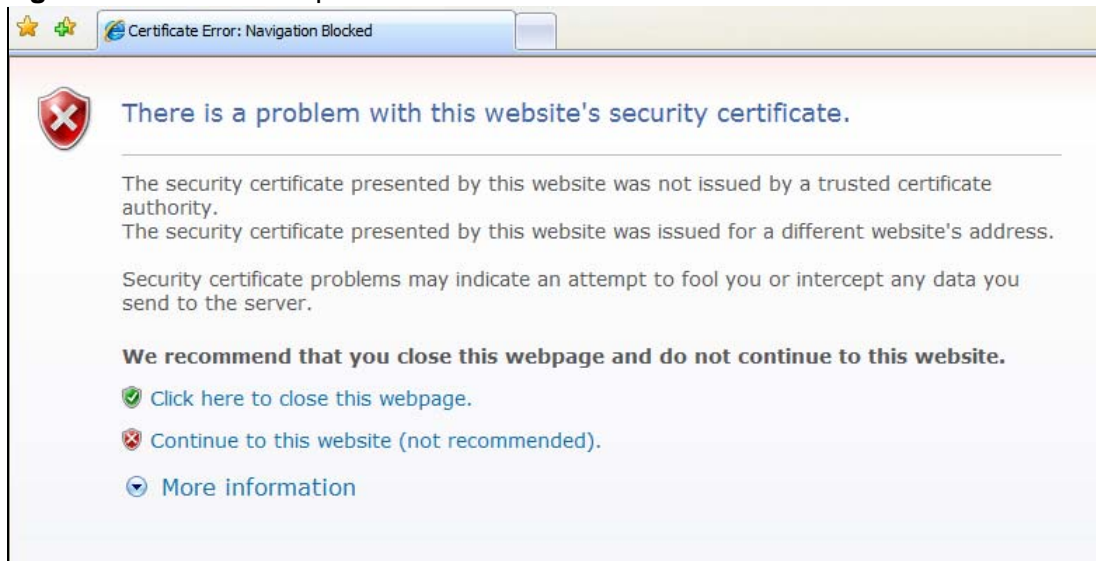 Certificate Error: Navigation Blocked
There is a problem with this website's security certificate.
The security certificate presented by this website was not issued by a trusted certificate
authority.
The security certificate presented by this website was issued for a different website's address.
Security certificate problems may indicate an attempt to fool you or intercept any data you
send to the server.
We recommend that you close this webpage and do not continue to this website.
Click here to close this webpage.
Continue to this website (not recommended).
More information